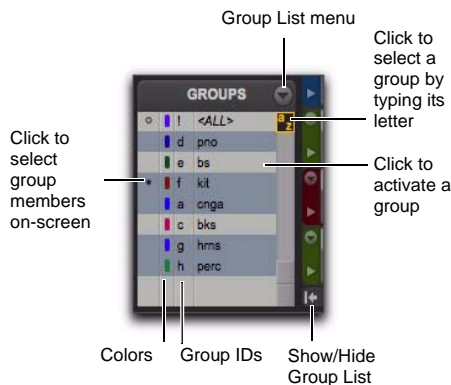 Group List menu
Click to
select a
group by
typing its
letter
GROUPS
a
z
! <ALL>
d pno
e bs
f kit
a cnga
c bks
g hrns
h perc
Click to
select
group
members
on-screen
Click to
activate a
group
Colors
Group IDs
Show/Hide
Group List